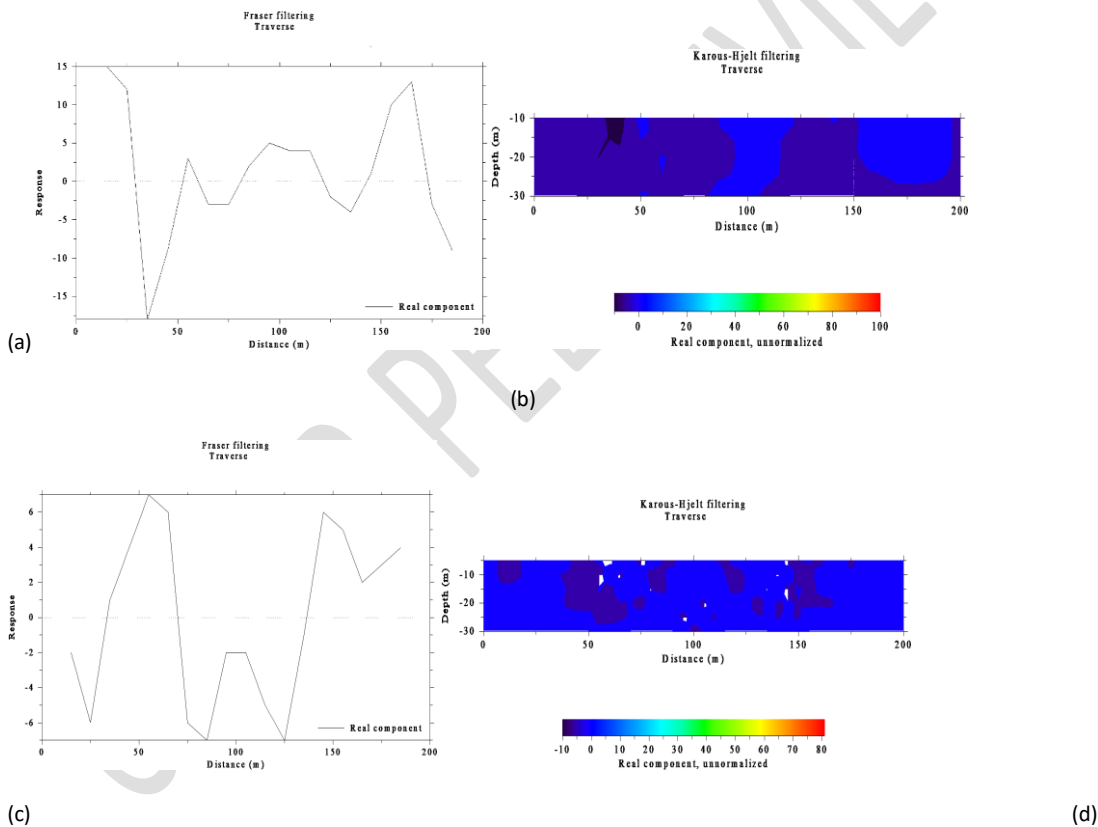 Fraser filtering
Traverse
15
10
5
0
-5
-10
-15
Response
Real component
0 50 100 150 200
Distance (m)
(a)
Karous-Hjelt filtering
Traverse
-10
-20
-30
Depth (m)
0 50 100 150 200
Distance (m)
0 20 40 60 80 100
Real component, unnormalized
(b)
Fraser filtering
Traverse
6
4
2
0
-2
-4
-6
Response
Real component
0 50 100 150 200
Distance (m)
(c)
Karous-Hjelt filtering
Traverse
-10
-20
-30
Depth (m)
0 50 100 150 200
Distance (m)
-10 0 10 20 30 40 50 60 70 80
Real component, unnormalized
(d)